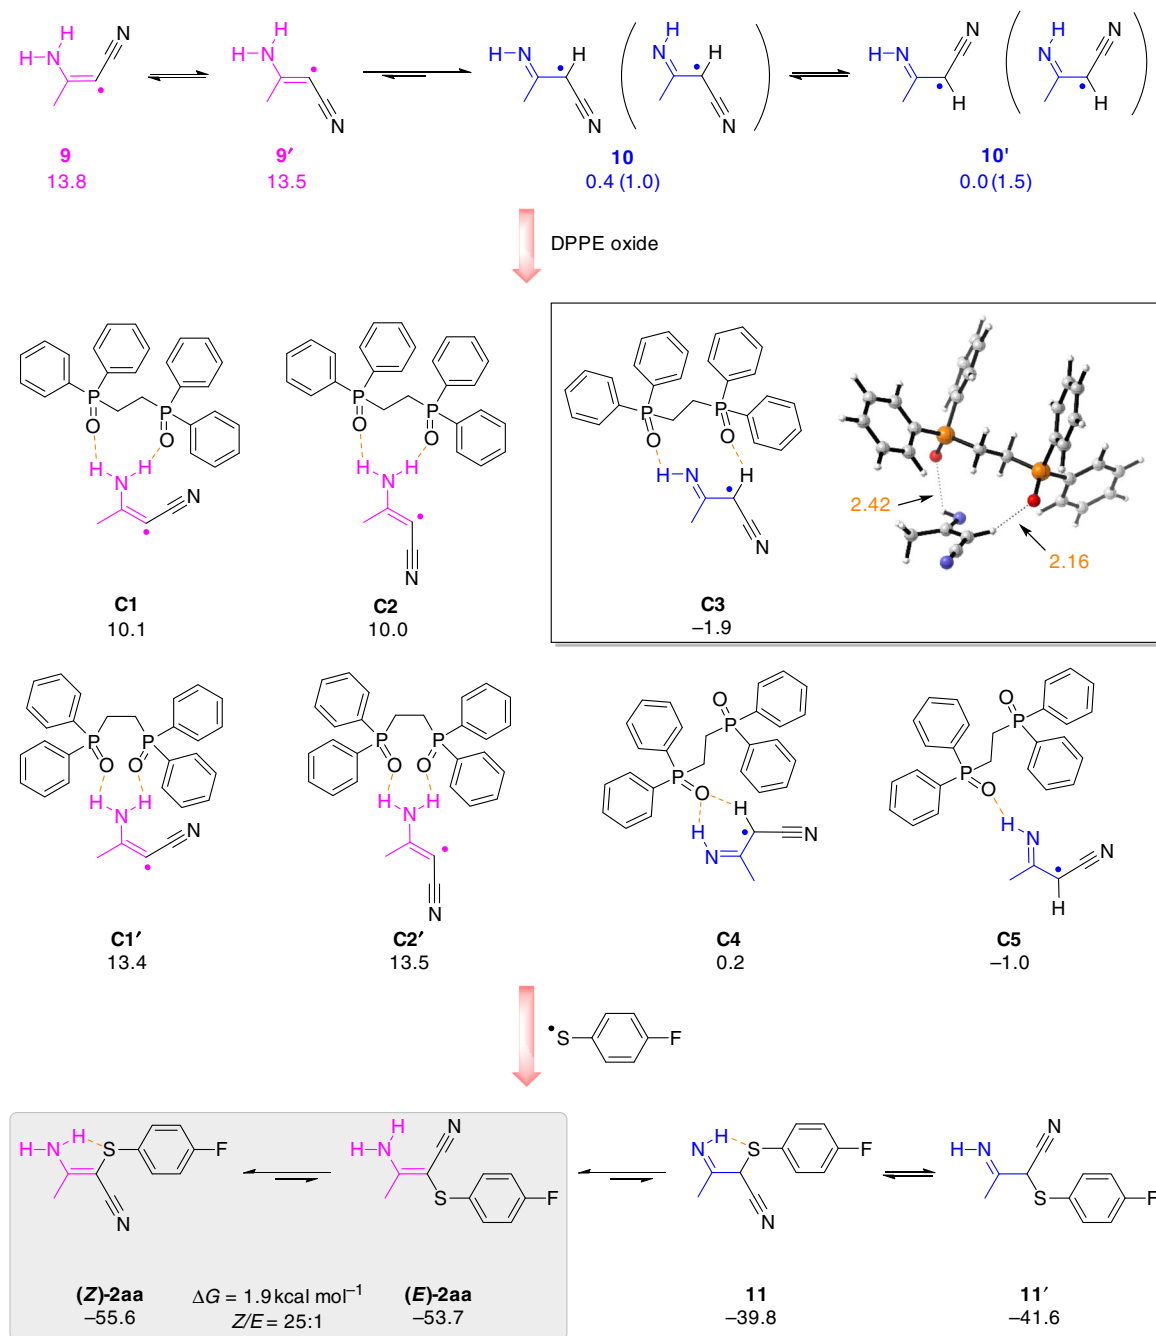 H
H–N
N
H
H–N
N
H–N
H
N
H
N
H
N
H–N
N
H
H
N
N
H
9
13.8
9′
13.5
10
0.4 (1.0)
10'
0.0 (1.5)
DPPE oxide
P
O
P
O
H
N
H
N
P
O
P
O
H
N
H
N
P
O
P
O
H–N
H
N
2.42
2.16
C1
10.1
C2
10.0
C3
–1.9
P
O
P
O
H
N
H
N
P
O
P
O
H
N
H
N
O
P
P
O
H
H
N
N
O
P
P
O
H
N
N
H
C1′
13.4
C2′
13.5
C4
0.2
C5
–1.0
S
F
H
H–N
S
F
N
H
H–N
N
S
F
H
N
S
F
N
H–N
N
S
F
(Z)-2aa
–55.6
ΔG = 1.9 kcal mol⁻¹
Z/E = 25:1
(E)-2aa
–53.7
11
–39.8
11′
–41.6